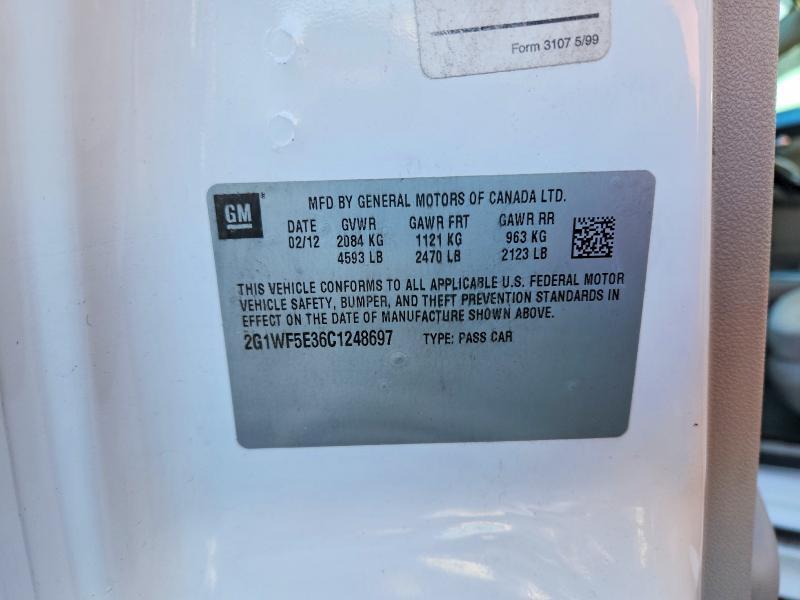 Form 3107 5/99
GM®
MFD BY GENERAL MOTORS OF CANADA LTD.
DATE GVWR GAWR FRT GAWR RR
02/12 2084 KG 1121 KG 963 KG
4593 LB 2470 LB 2123 LB
THIS VEHICLE CONFORMS TO ALL APPLICABLE U.S. FEDERAL MOTOR
VEHICLE SAFETY, BUMPER, AND THEFT PREVENTION STANDARDS IN
EFFECT ON THE DATE OF MANUFACTURE SHOWN ABOVE.
2G1WF5E36C1248697 TYPE: PASS CAR